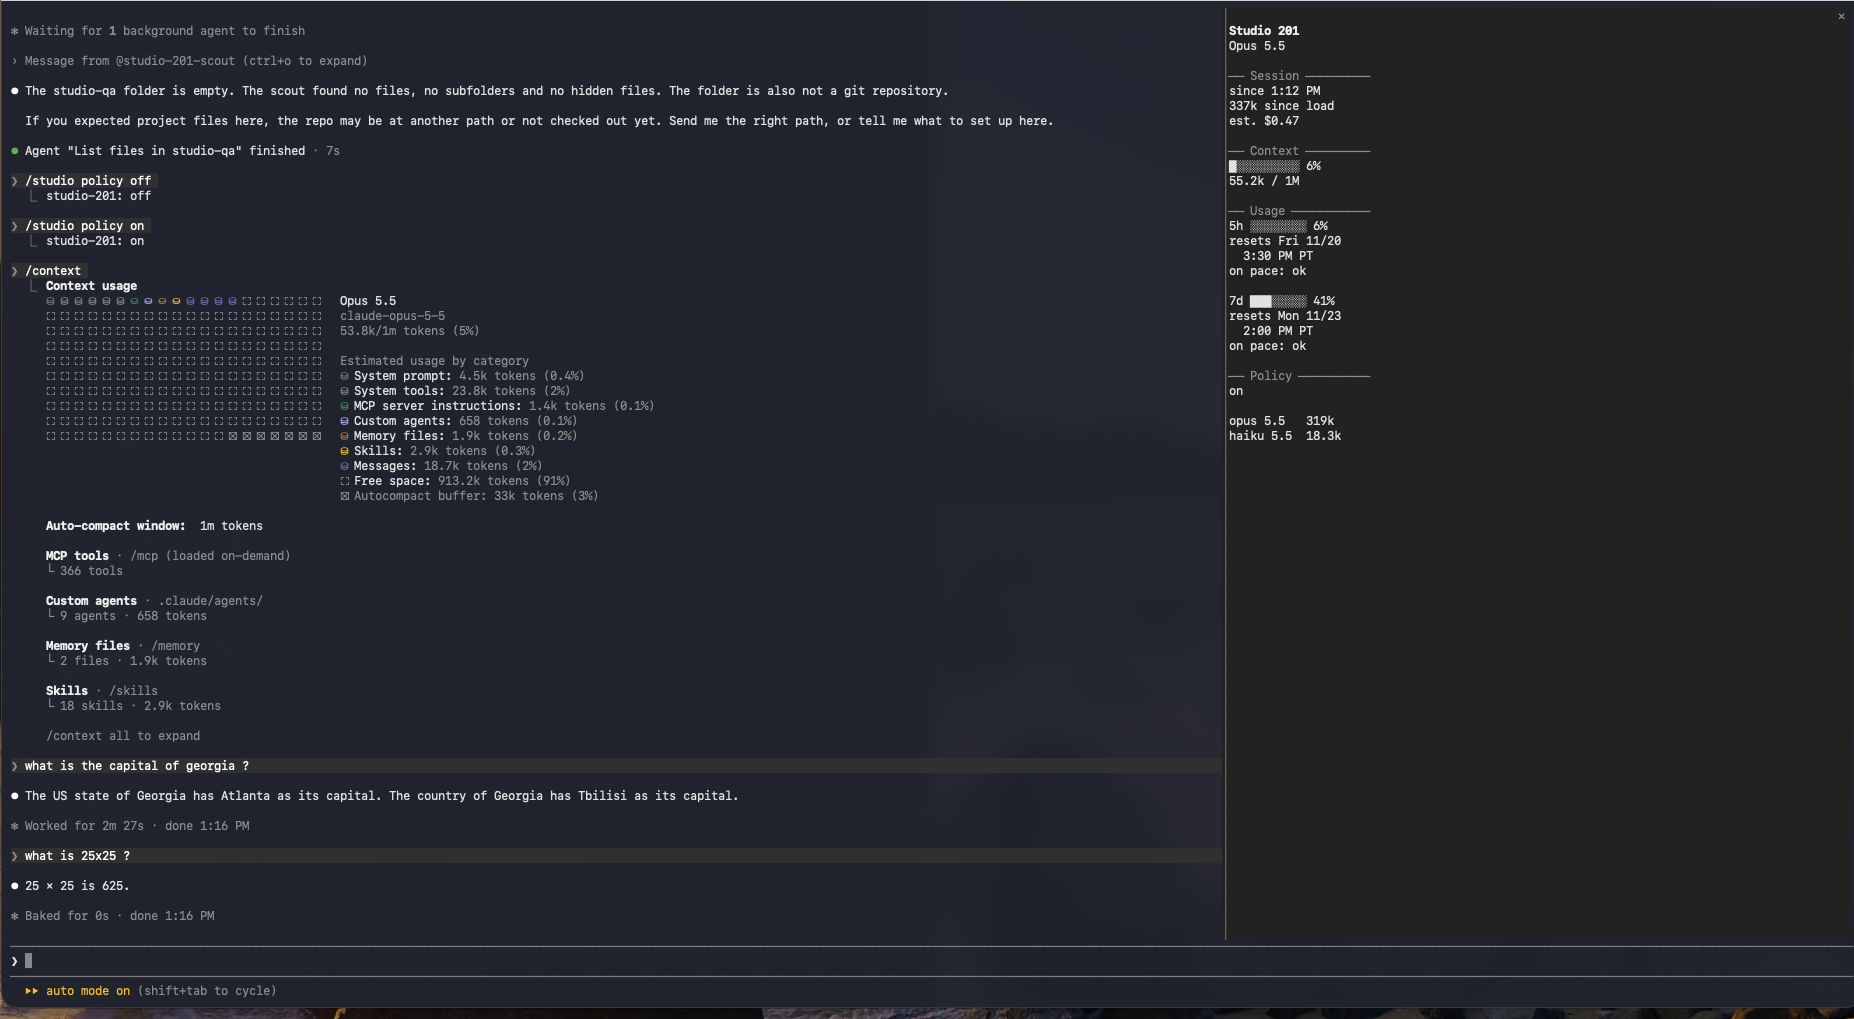 ✻ Waiting for 1 background agent to finish
› Message from @studio-201-scout (ctrl+o to expand)
● The studio-qa folder is empty. The scout found no files, no subfolders and no hidden files. The folder is also not a git repository.
If you expected project files here, the repo may be at another path or not checked out yet. Send me the right path, or tell me what to set up here.
● Agent "List files in studio-qa" finished · 7s
❯ /studio policy off
studio-201: off
❯ /studio policy on
studio-201: on
❯ /context
Context usage
Opus 5.5
claude-opus-5-5
53.8k/1m tokens (5%)
Estimated usage by category
System prompt: 4.5k tokens (0.4%)
System tools: 23.8k tokens (2%)
MCP server instructions: 1.4k tokens (0.1%)
Custom agents: 658 tokens (0.1%)
Memory files: 1.9k tokens (0.2%)
Skills: 2.9k tokens (0.3%)
Messages: 18.7k tokens (2%)
Free space: 913.2k tokens (91%)
Autocompact buffer: 33k tokens (3%)
Auto-compact window: 1m tokens
MCP tools · /mcp (loaded on-demand)
└ 366 tools
Custom agents · .claude/agents/
└ 9 agents · 658 tokens
Memory files · /memory
└ 2 files · 1.9k tokens
Skills · /skills
└ 18 skills · 2.9k tokens
/context all to expand
❯ what is the capital of georgia ?
● The US state of Georgia has Atlanta as its capital. The country of Georgia has Tbilisi as its capital.
✻ Worked for 2m 27s · done 1:16 PM
❯ what is 25x25 ?
● 25 × 25 is 625.
✻ Baked for 0s · done 1:16 PM
❯
⏵⏵ auto mode on (shift+tab to cycle)
×
Studio 201
Opus 5.5
Session
since 1:12 PM
337k since load
est. $0.47
Context
6%
55.2k / 1M
Usage
5h 6%
resets Fri 11/20
3:30 PM PT
on pace: ok
7d 41%
resets Mon 11/23
2:00 PM PT
on pace: ok
Policy
on
opus 5.5 319k
haiku 5.5 18.3k